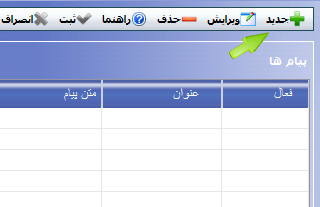 جدید ویرایش حذف راهنما ثبت انصراف
پیام ها
فعال عنوان متن پیام